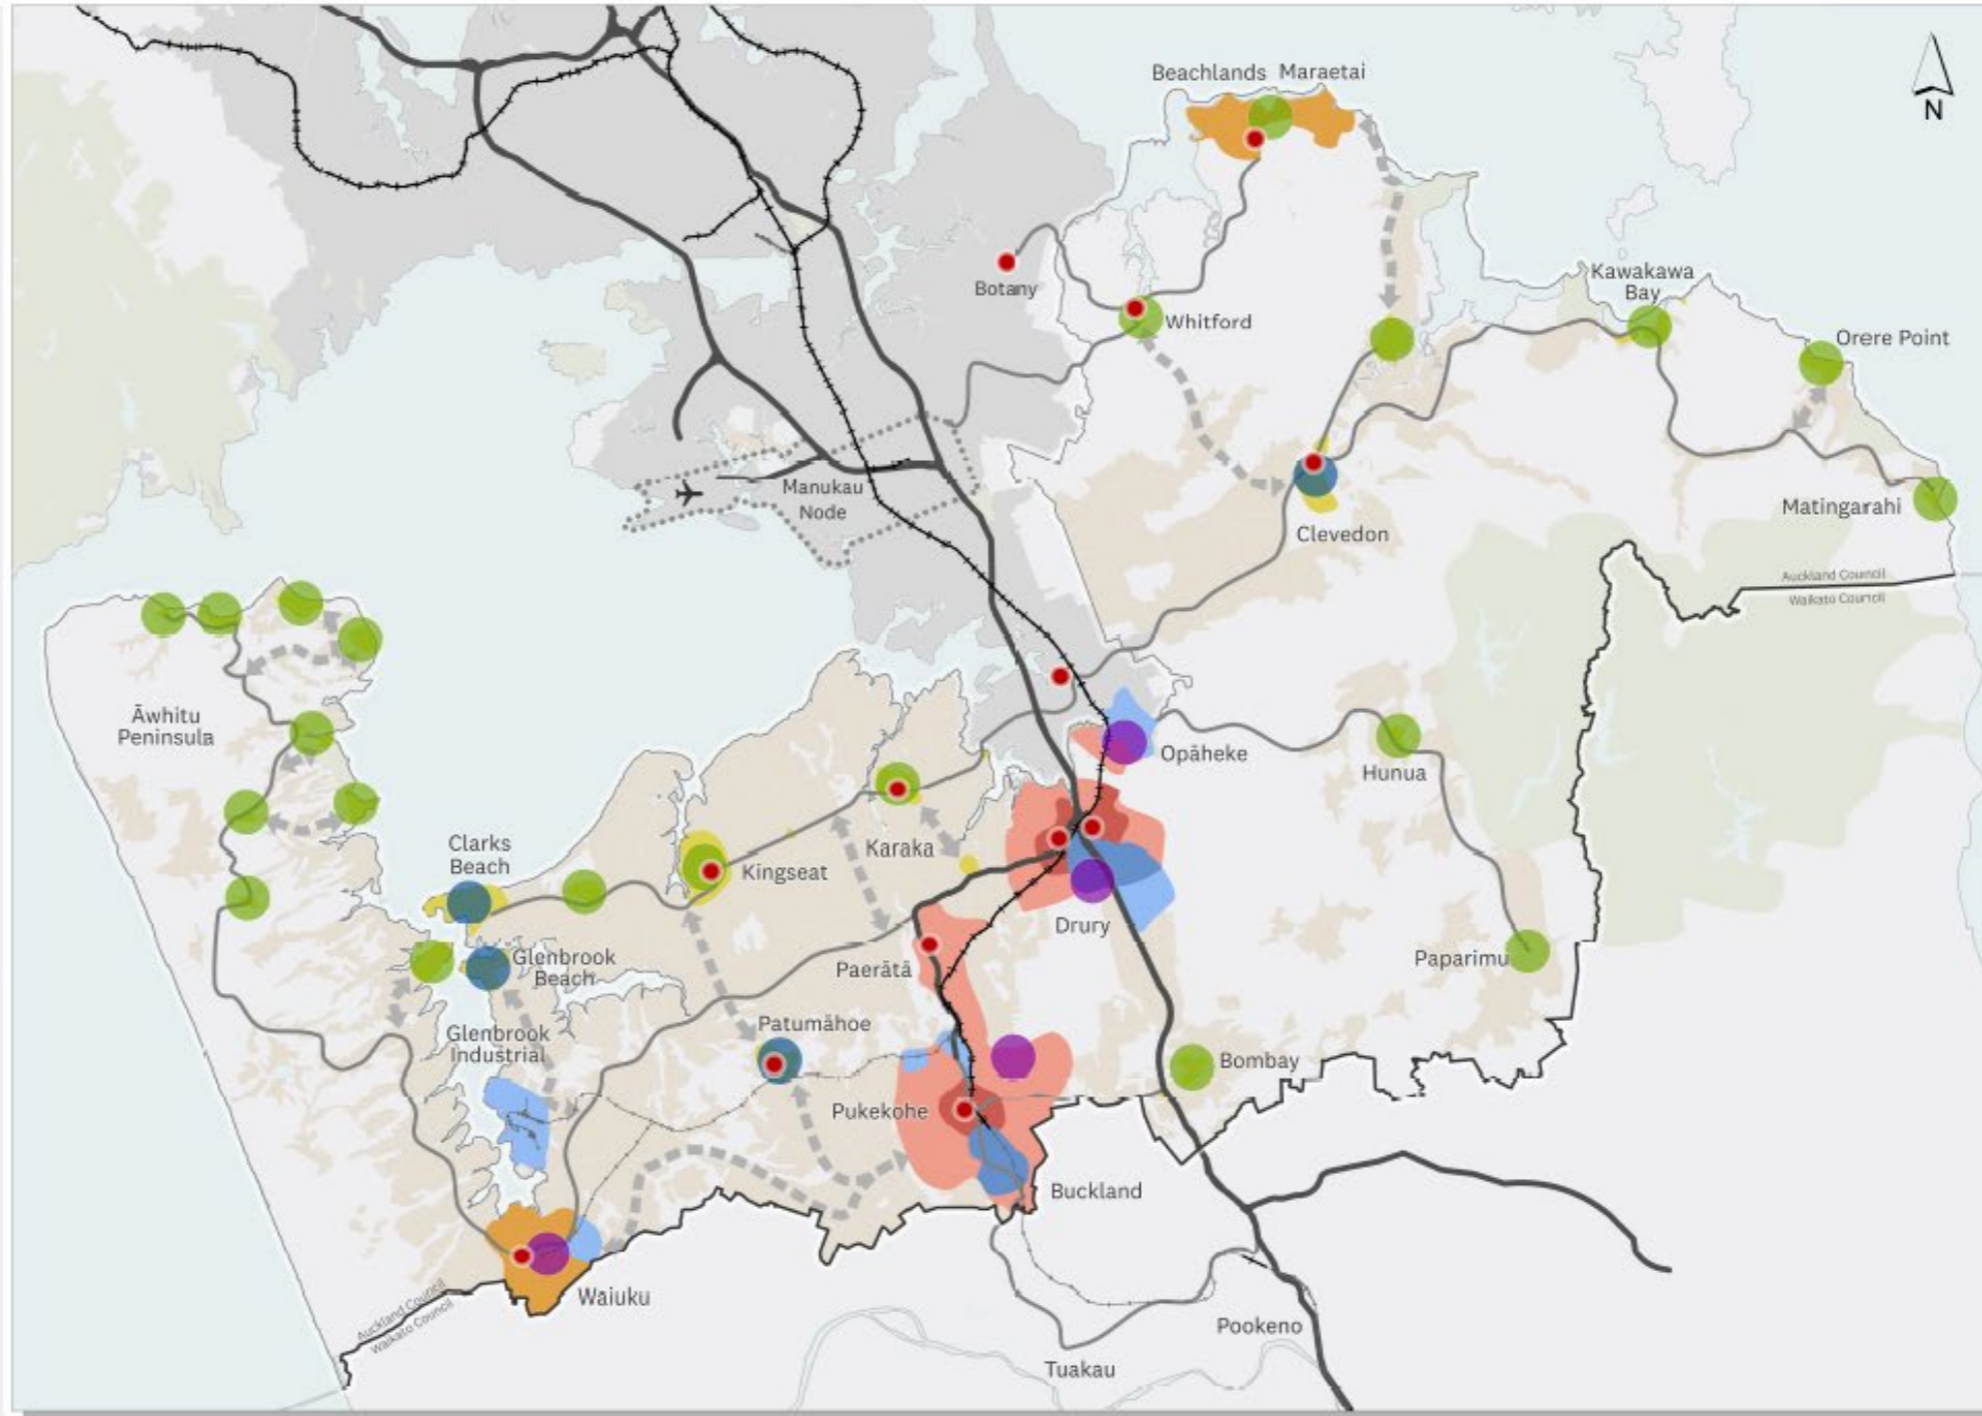 Beachlands Maraetai
N
Botany
Whitford
Kawakawa
Bay
Orere Point
Manukau
Node
Clevedon
Matingarahi
Auckland Council
Waikato Council
Āwhitu
Peninsula
Opāheke
Hunua
Clarks
Beach
Karaka
Kingseat
Drury
Glenbrook
Beach
Paerātā
Paparimu
Patumāhoe
Glenbrook
Industrial
Bombay
Pukekohe
Buckland
Waiuku
Auckland Council
Waikato Council
Pookeno
Tuakau